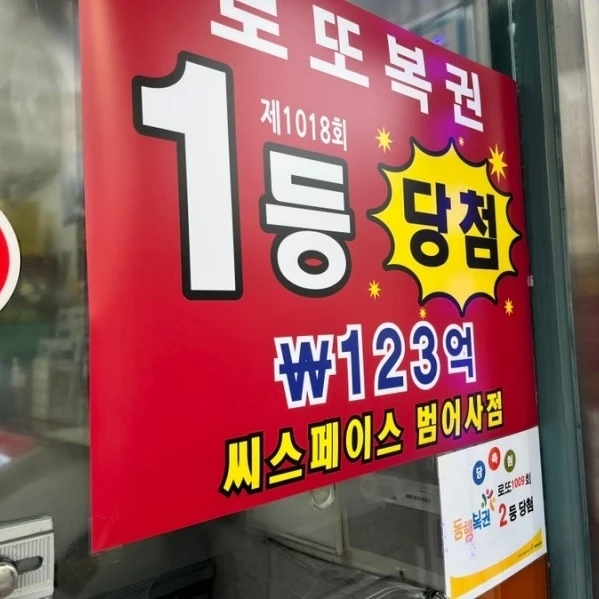 로또복권
제1018회
1등 당첨
₩123억
씨스페이스 범어사점
당 축 첨
동행복권 로또1009회
2등 당첨